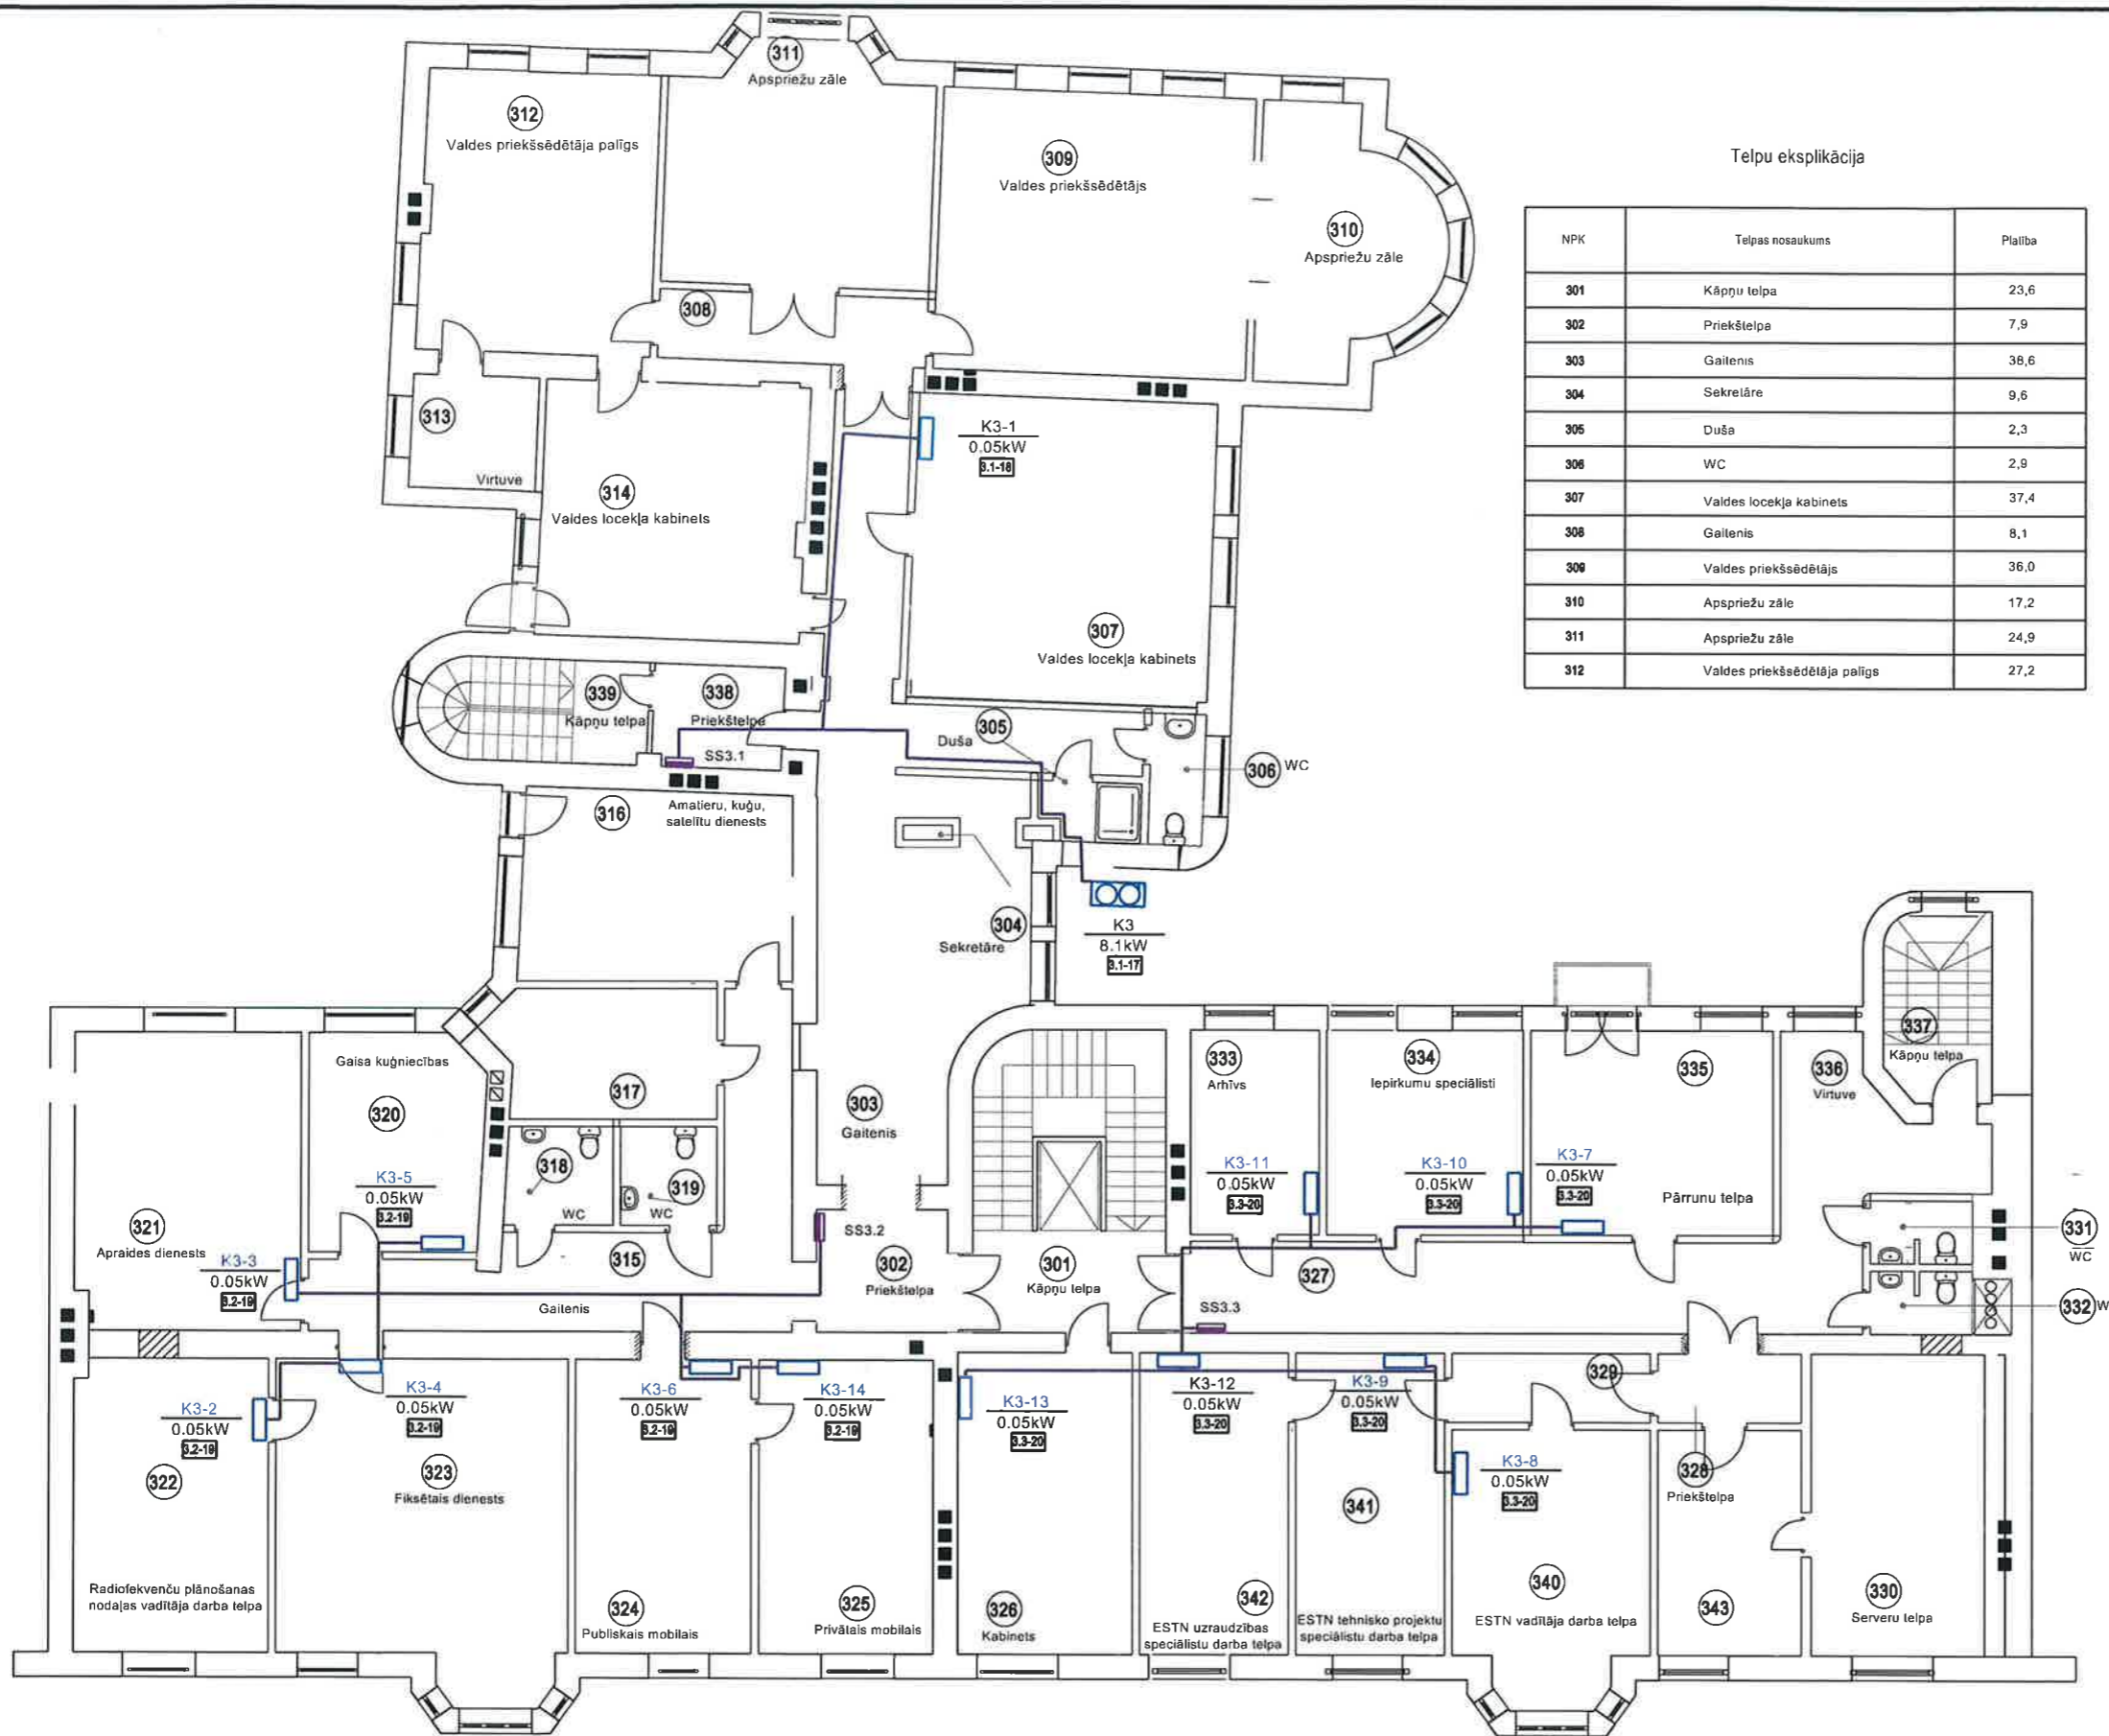 311
Apspriežu zāle
312
Valdes priekšsēdētāja palīgs
309
Valdes priekšsēdētājs
310
Apspriežu zāle
308
313
Virtuve
314
Valdes locekļa kabinets
K3-1
0.05kW
3.1-18
307
Valdes locekļa kabinets
339
Kāpņu telpa
338
Priekštelpa
SS3.1
305
Duša
306 WC
316
Amatieru, kuģu,
satelītu dienests
304
Sekretāre
K3
8.1kW
3.1-17
Telpu eksplikācija
NPK Telpas nosaukums Platība
301 Kāpņu telpa 23,6
302 Priekštelpa 7,9
303 Gaitenis 38,6
304 Sekretāre 9,6
305 Duša 2,3
306 WC 2,9
307 Valdes locekļa kabinets 37,4
308 Gaitenis 8,1
309 Valdes priekšsēdētājs 36,0
310 Apspriežu zāle 17,2
311 Apspriežu zāle 24,9
312 Valdes priekšsēdētāja palīgs 27,2
Gaisa kuģniecības
320
K3-5
0.05kW
3.2-19
317
318
WC
319
WC
303
Gaitenis
333
Arhīvs
K3-11
0.05kW
3.3-20
334
Iepirkumu speciālisti
K3-10
0.05kW
3.3-20
335
K3-7
0.05kW
3.3-20
Pārrunu telpa
336
Virtuve
337
Kāpņu telpa
321
Apraides dienests
K3-3
0.05kW
3.2-19
315
Gaitenis
SS3.2
302
Priekštelpa
301
Kāpņu telpa
327
SS3.3
331
WC
332 W
K3-2
0.05kW
3.2-19
322
Radiofekvenču plānošanas
nodaļas vadītāja darba telpa
K3-4
0.05kW
3.2-19
323
Fiksētais dienests
K3-6
0.05kW
3.2-19
324
Publiskais mobilais
K3-14
0.05kW
3.2-19
325
Privātais mobilais
K3-13
0.05kW
3.3-20
326
Kabinets
K3-12
0.05kW
3.3-20
342
ESTN uzraudzības
speciālistu darba telpa
K3-9
0.05kW
3.3-20
341
ESTN tehnisko projektu
speciālistu darba telpa
329
K3-8
0.05kW
3.3-20
340
ESTN vadītāja darba telpa
328
Priekštelpa
343
330
Serveru telpa